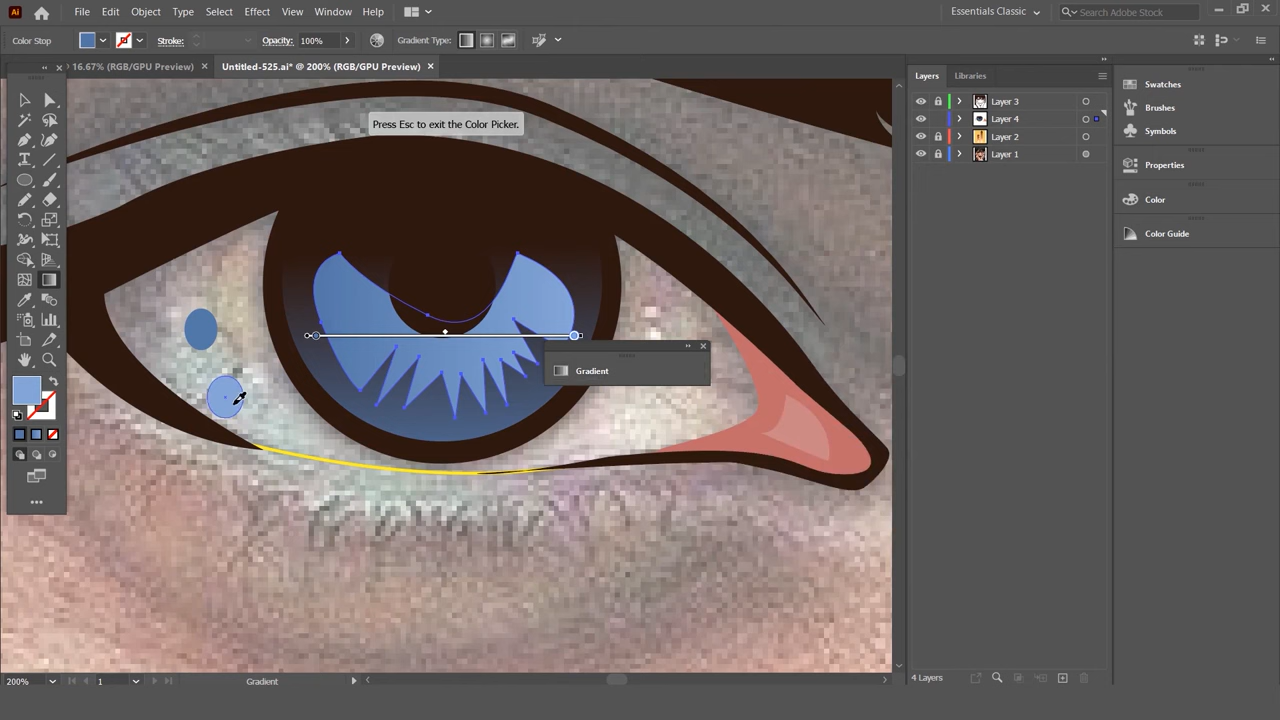 Ai File Edit Object Type Select Effect View Window Help Essentials Classic Search Adobe Stock
Color Stop Stroke: Opacity: 100% Gradient Type:
16.67% (RGB/GPU Preview) × Untitled-525.ai* @ 200% (RGB/GPU Preview) ×
Press Esc to exit the Color Picker.
Gradient
Layers Libraries
Layer 3
Layer 4
Layer 2
Layer 1
Swatches
Brushes
Symbols
Properties
Color
Color Guide
200% 1 Gradient
4 Layers